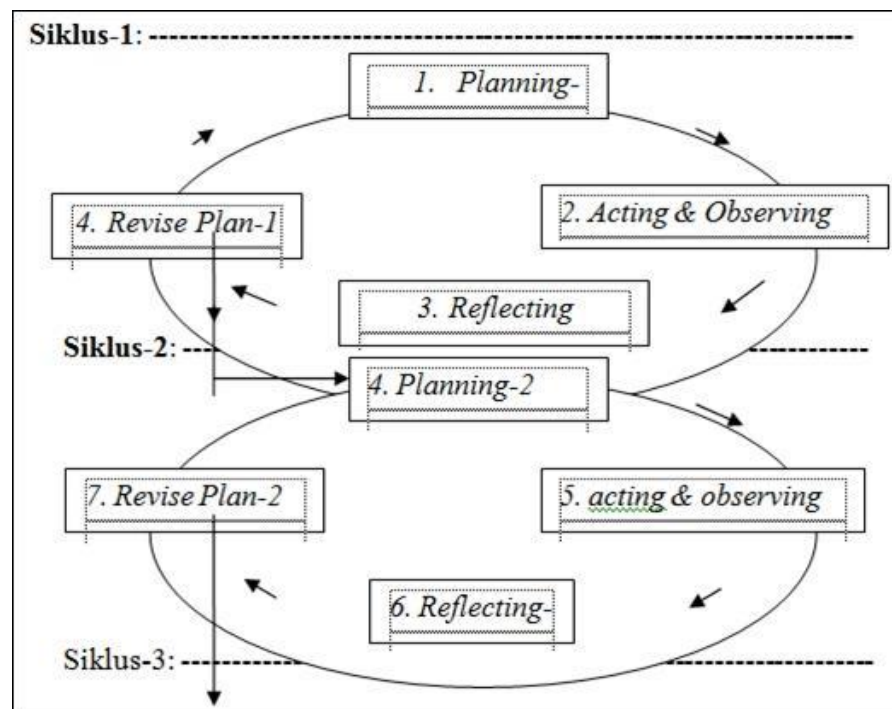 Siklus-1:
1. Planning-
4. Revise Plan-1
2. Acting & Observing
3. Reflecting
Siklus-2:
4. Planning-2
7. Revise Plan-2
5. acting & observing
6. Reflecting-
Siklus-3: